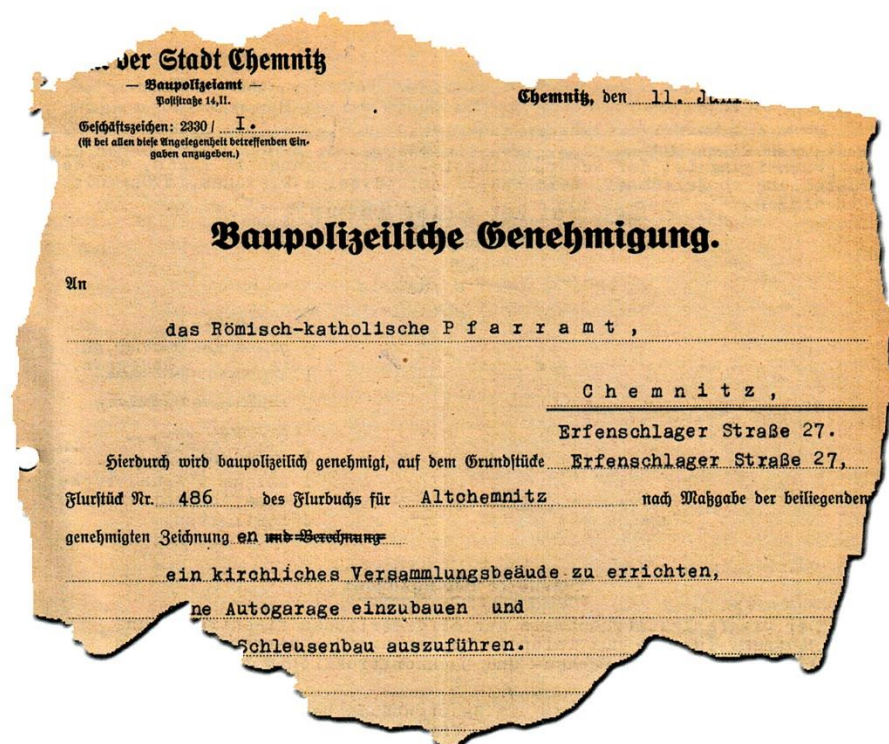 der Stadt Chemnitz
— Baupolizeiamt —
Poststraße 14,II.
Chemnitz, den 11.
Geschäftszeichen: 2330 / I.
(ist bei allen diese Angelegenheit betreffenden Ein-
gaben anzugeben.)
Baupolizeiliche Genehmigung.
An
das Römisch-katholische Pfarramt,
Chemnitz,
Erfenschlager Straße 27.
Hierdurch wird baupolizeilich genehmigt, auf dem Grundstücke Erfenschlager Straße 27,
Flurstück Nr. 486 des Flurbuchs für Altchemnitz nach Maßgabe der beiliegenden
genehmigten Zeichnung en und Berechnung
ein kirchliches Versammlungsbeäude zu errichten,
ne Autogarage einzubauen und
Schleusenbau auszuführen.